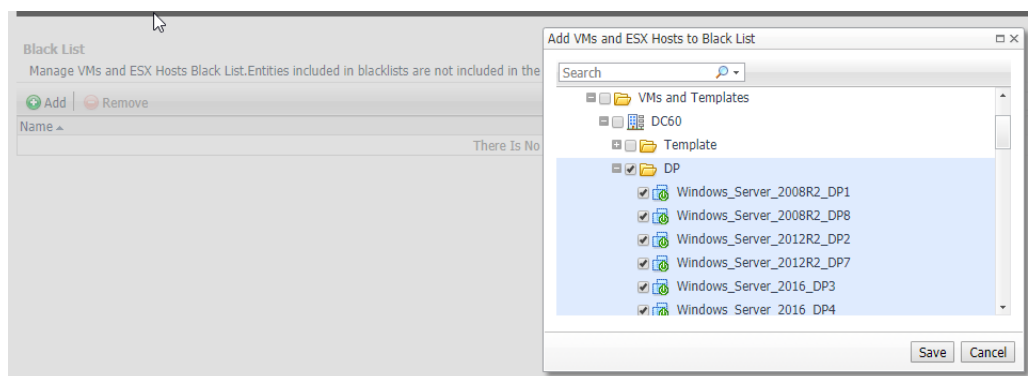 Black List
Manage VMs and ESX Hosts Black List.Entities included in blacklists are not included in the
Add
Remove
Name
There Is No
Add VMs and ESX Hosts to Black List
Search
VMs and Templates
DC60
Template
DP
Windows_Server_2008R2_DP1
Windows_Server_2008R2_DP8
Windows_Server_2012R2_DP2
Windows_Server_2012R2_DP7
Windows_Server_2016_DP3
Windows_Server_2016_DP4
Save
Cancel